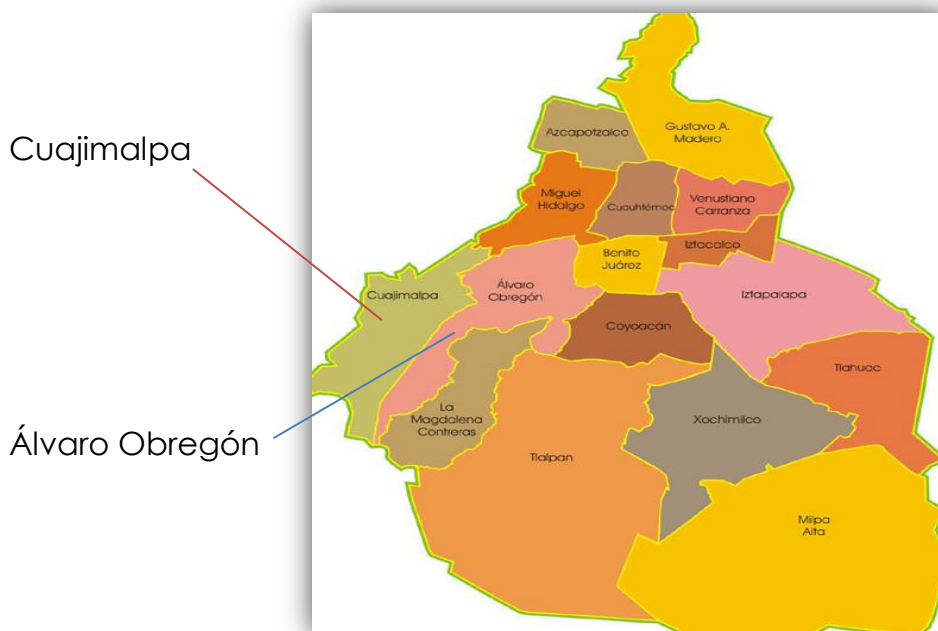 Cuajimalpa
Álvaro Obregón
Azcapotzalco
Gustavo A.
Madero
Miguel
Hidalgo
Cuauhtémoc
Venustiano
Carranza
Iztacalco
Benito
Juárez
Cuajimalpa
Álvaro
Obregón
Iztapalapa
Coyoacán
Tlahuac
La
Magdalena
Contreras
Xochimilco
Tlalpan
Milpa
Alta